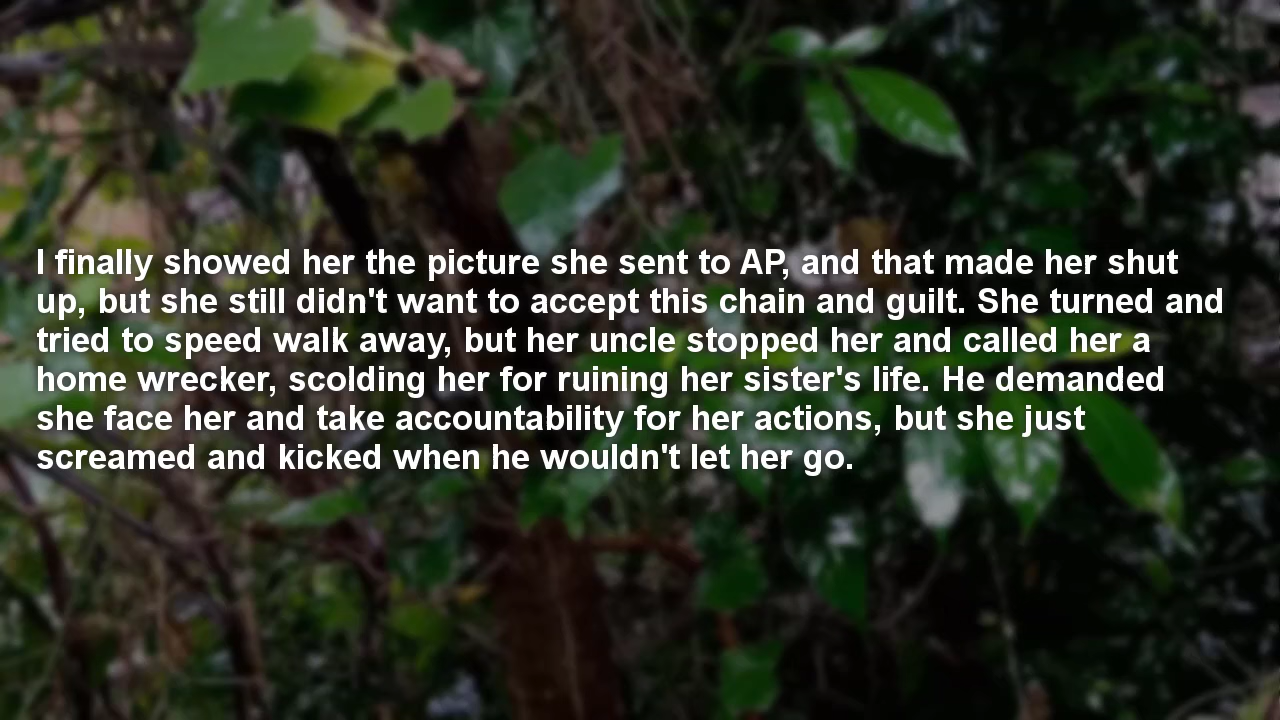 I finally showed her the picture she sent to AP, and that made her shut
up, but she still didn't want to accept this chain and guilt. She turned and
tried to speed walk away, but her uncle stopped her and called her a
home wrecker, scolding her for ruining her sister's life. He demanded
she face her and take accountability for her actions, but she just
screamed and kicked when he wouldn't let her go.